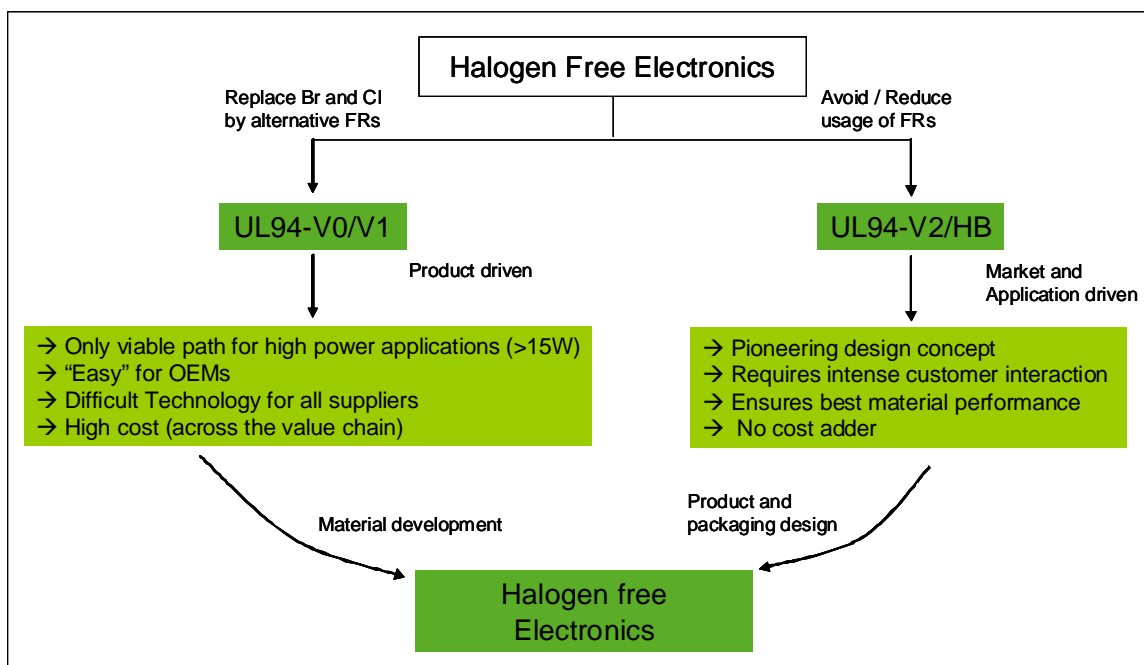 Halogen Free Electronics
Replace Br and Cl
by alternative FRs
Avoid / Reduce
usage of FRs
UL94-V0/V1
UL94-V2/HB
Product driven
Market and
Application driven
→ Only viable path for high power applications (>15W)
→ “Easy” for OEMs
→ Difficult Technology for all suppliers
→ High cost (across the value chain)
→ Pioneering design concept
→ Requires intense customer interaction
→ Ensures best material performance
→ No cost adder
Material development
Product and
packaging design
Halogen free
Electronics